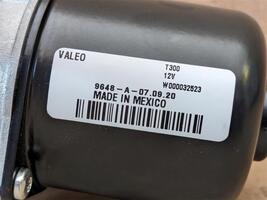 VALEO
T300
12V
W000032523
9648-A-07.09.20
MADE IN MEXICO